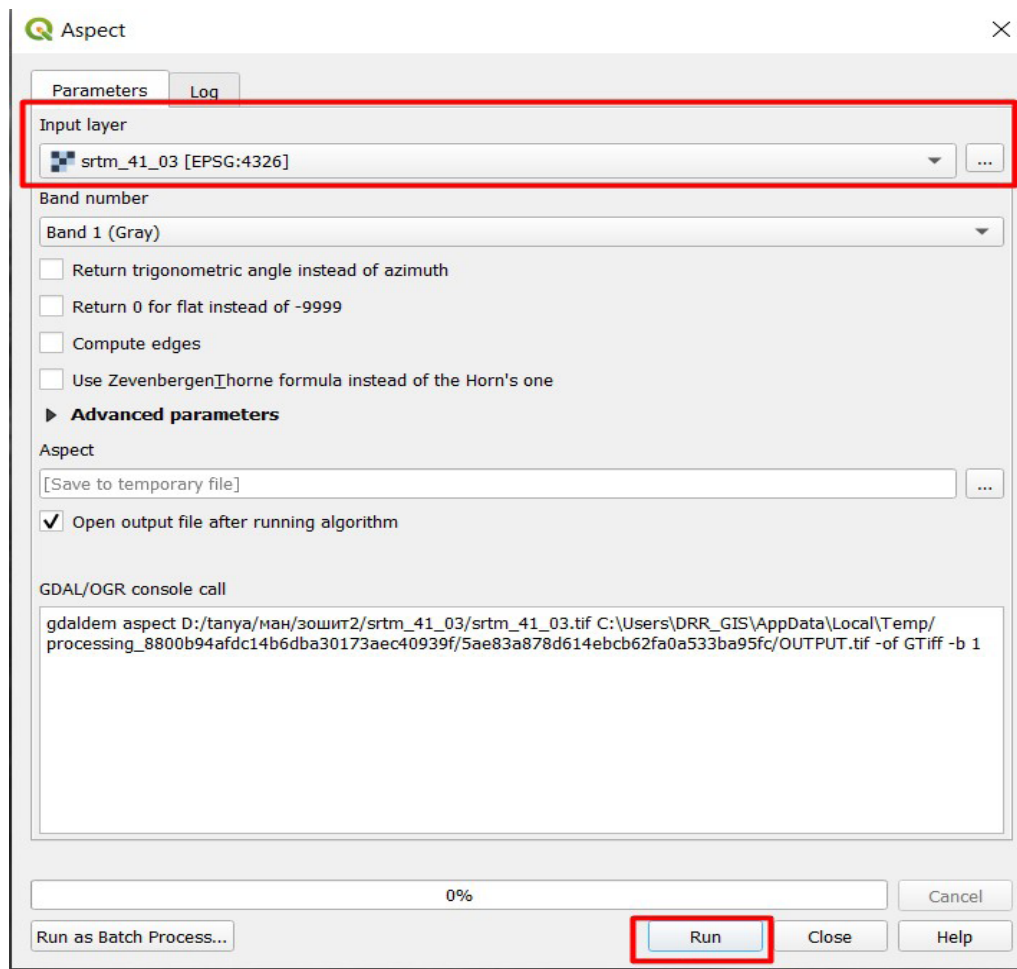 Aspect
Parameters
Log
Input layer
srtm_41_03 [EPSG:4326]
...
Band number
Band 1 (Gray)
Return trigonometric angle instead of azimuth
Return 0 for flat instead of -9999
Compute edges
Use ZevenbergenThorne formula instead of the Horn's one
Advanced parameters
Aspect
[Save to temporary file]
...
Open output file after running algorithm
GDAL/OGR console call
gdaldem aspect D:/tanya/ман/зошит2/srtm_41_03/srtm_41_03.tif C:\Users\DRR_GIS\AppData\Local\Temp/
processing_8800b94afdc14b6dba30173aec40939f/5ae83a878d614ebcb62fa0a533ba95fc/OUTPUT.tif -of GTiff -b 1
0%
Cancel
Run as Batch Process...
Run
Close
Help